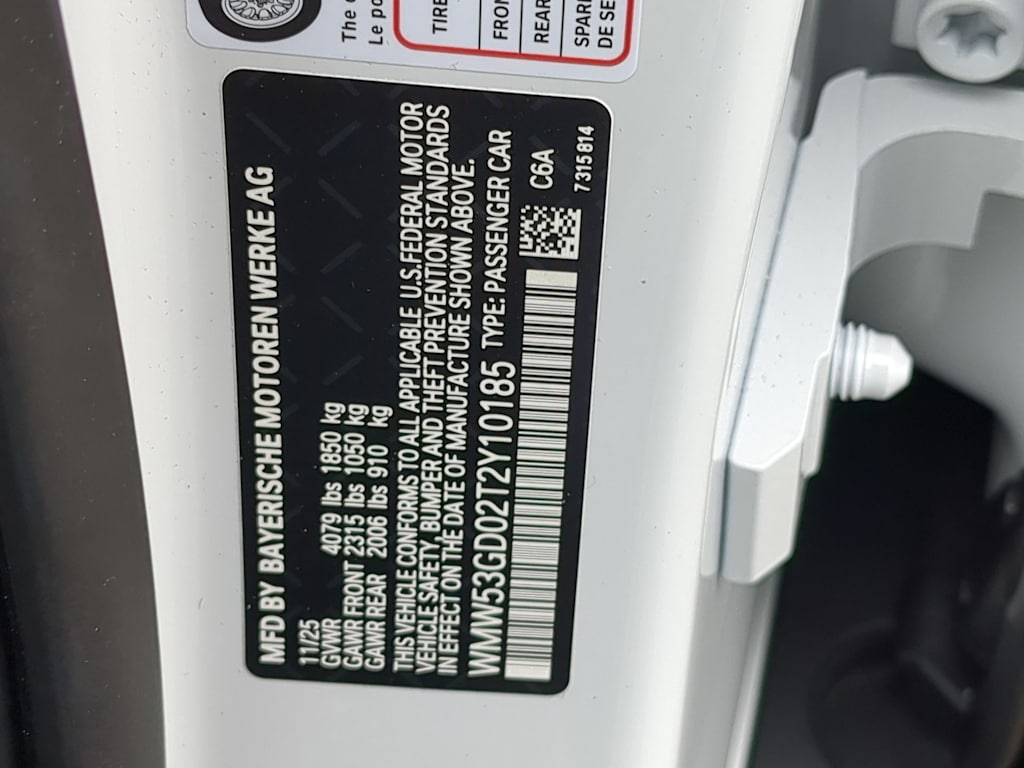 The
Le
TIRE
FRON
REAR
SPAR
DE SE
MFD BY BAYERISCHE MOTOREN WERKE AG
11/25
GVWR 4079 lbs 1850 kg
GAWR FRONT 2315 lbs 1050 kg
GAWR REAR 2006 lbs 910 kg
THIS VEHICLE CONFORMS TO ALL APPLICABLE U.S.FEDERAL MOTOR
VEHICLE SAFETY, BUMPER AND THEFT PREVENTION STANDARDS
IN EFFECT ON THE DATE OF MANUFACTURE SHOWN ABOVE.
WMW53GD02T2Y10185 TYPE: PASSENGER CAR
C6A
7315814